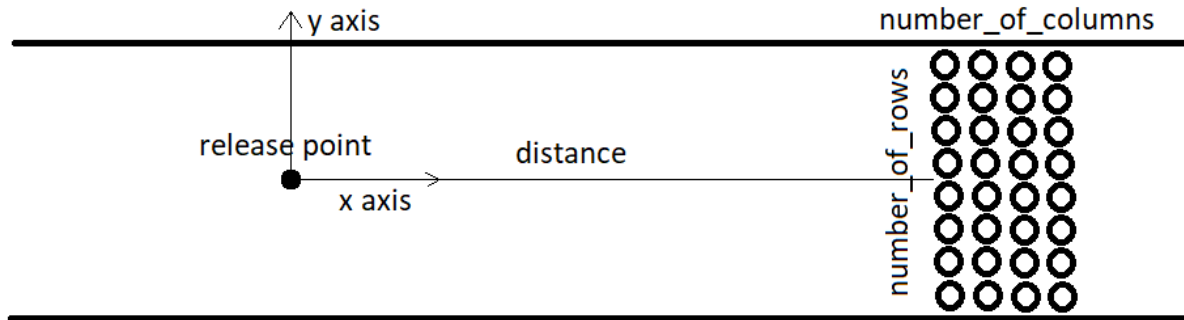 y axis
number_of_columns
release point
distance
x axis
number_of_rows